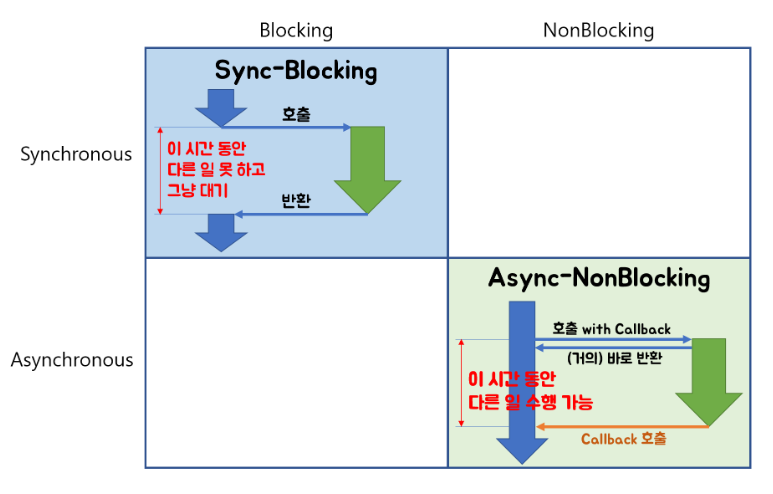 Blocking
NonBlocking
Synchronous
Sync-Blocking
호출
이 시간 동안
다른 일 못 하고
그냥 대기
반환
Asynchronous
Async-NonBlocking
호출 with Callback
(거의) 바로 반환
이 시간 동안
다른 일 수행 가능
Callback 호출